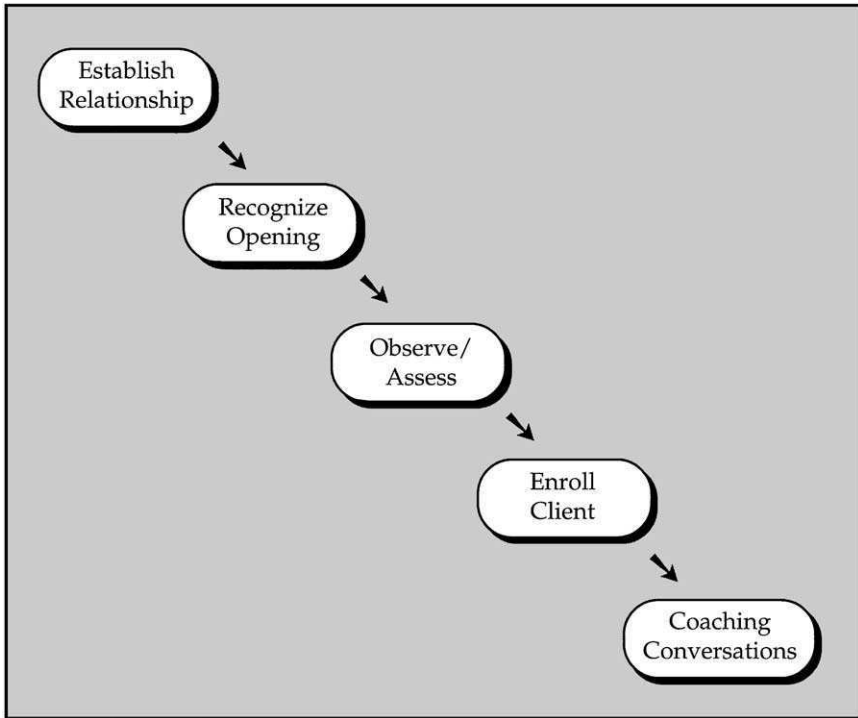 Establish
Relationship
Recognize
Opening
Observe/
Assess
Enroll
Client
Coaching
Conversations